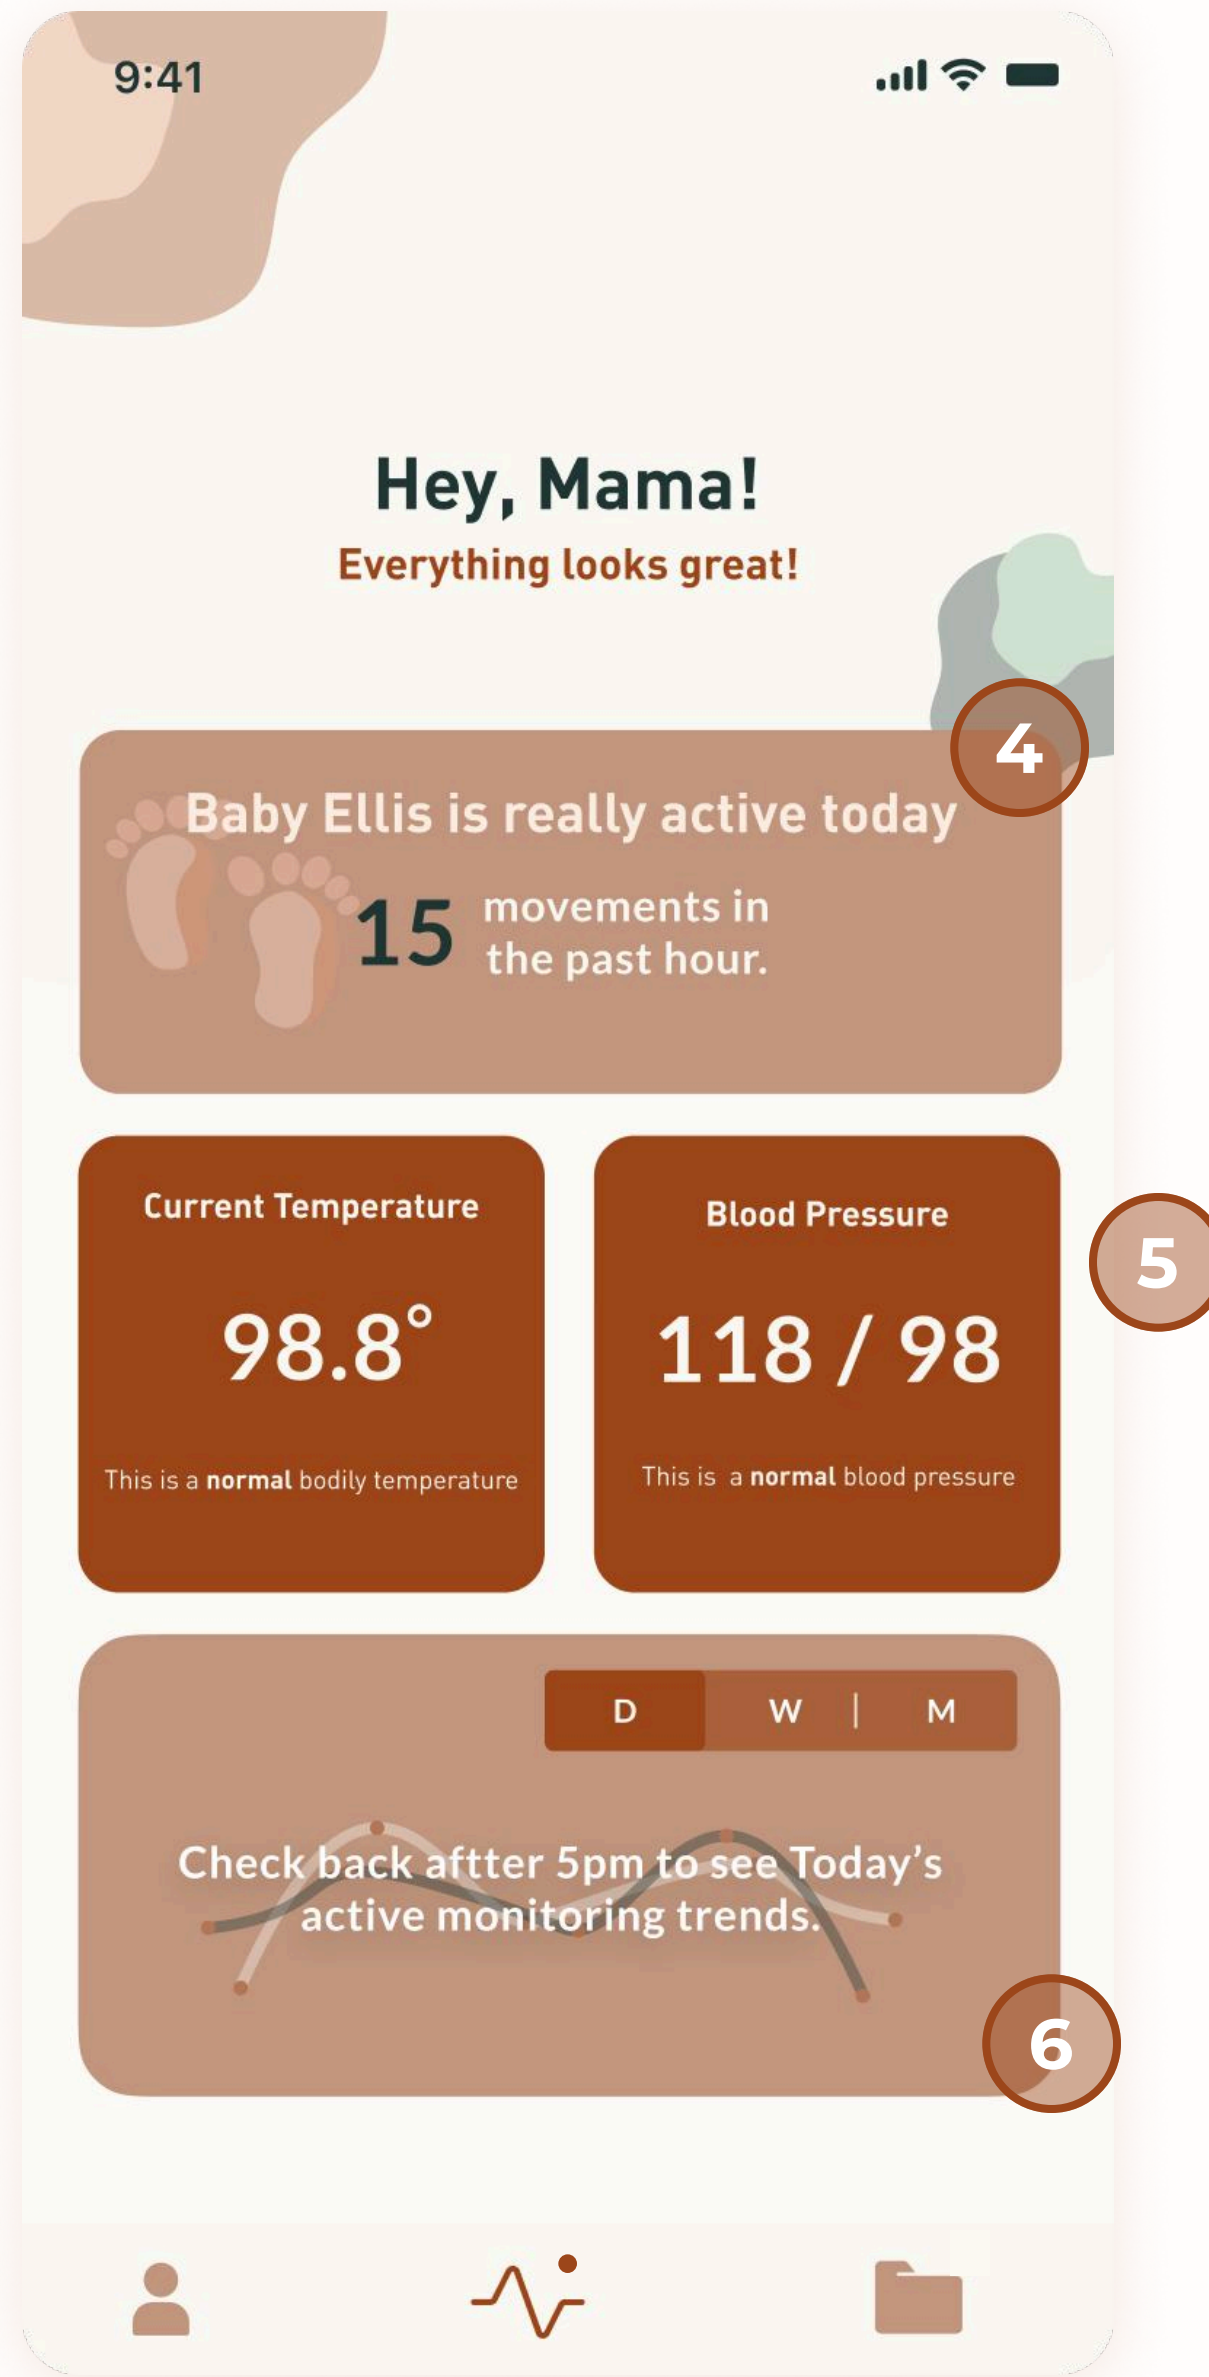 9:41
Hey, Mama!
Everything looks great!
4
Baby Ellis is really active today
15 movements in
the past hour.
Current Temperature
98.8°
This is a normal bodily temperature
Blood Pressure
118 / 98
This is a normal blood pressure
5
D W | M
Check back aftter 5pm to see Today's
active monitoring trends.
6